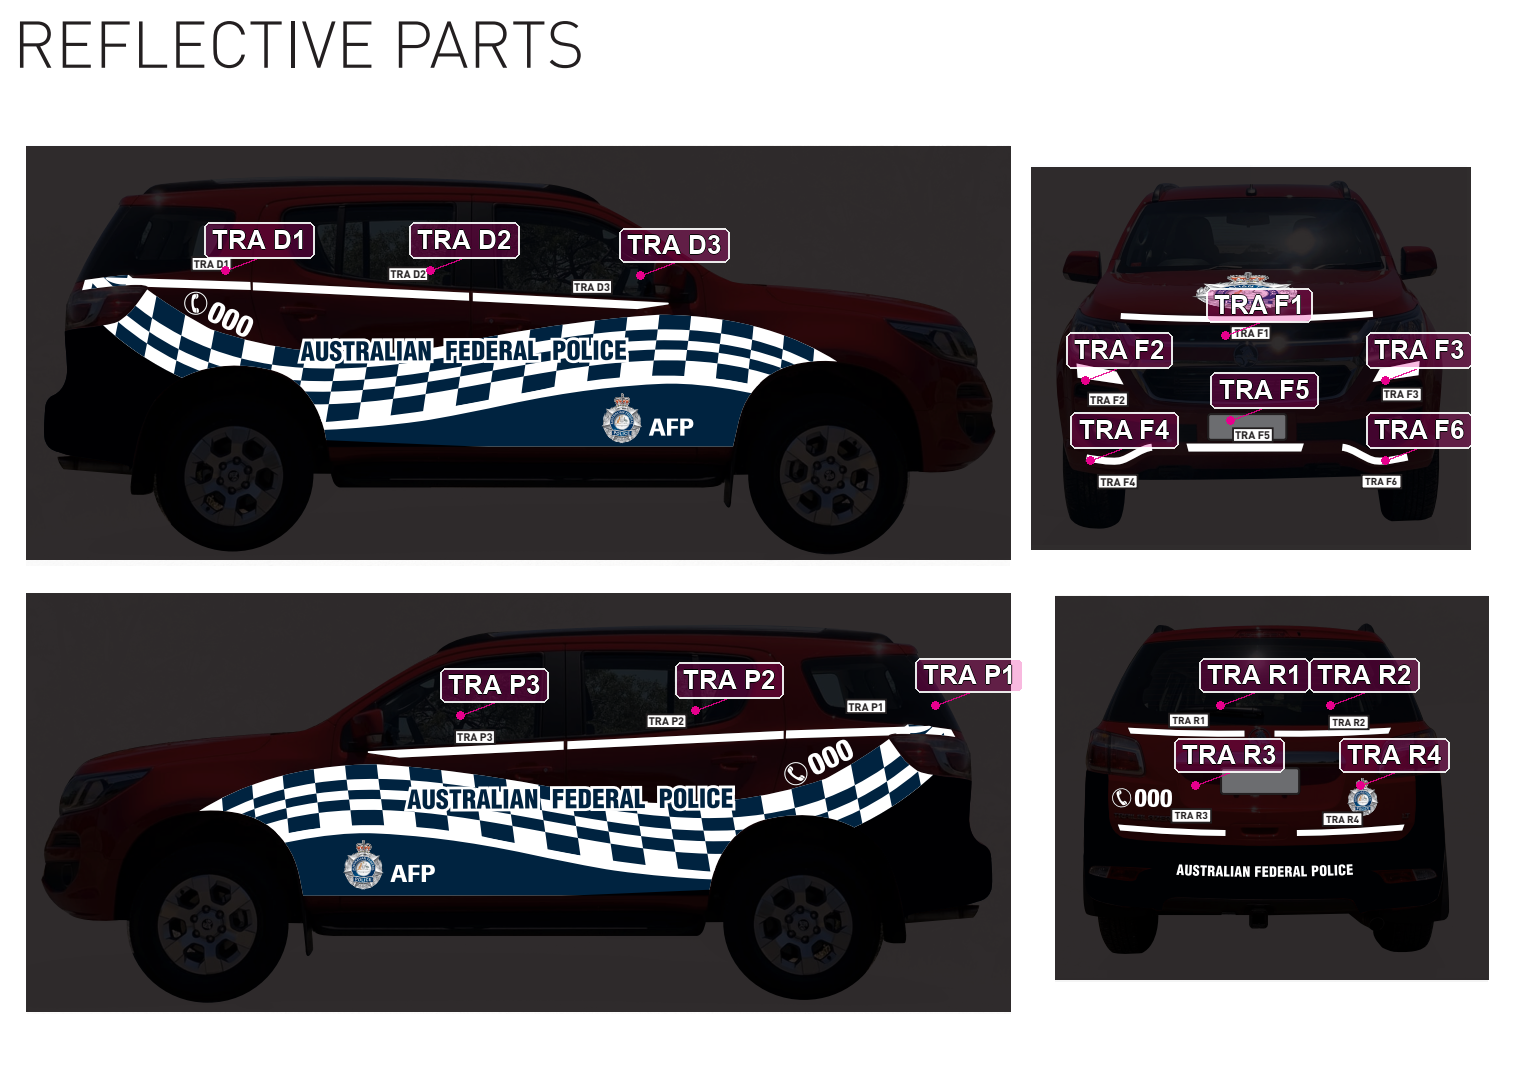 REFLECTIVE PARTS
TRA D1
TRA D2
TRA D3
TRA D1
TRA D2
TRA D3
000
AUSTRALIAN FEDERAL POLICE
AFP
TRA F1
TRA F1
TRA F2
TRA F3
TRA F2
TRA F3
TRA F5
TRA F5
TRA F4
TRA F6
TRA F4
TRA F6
TRA P3
TRA P2
TRA P1
TRA P3
TRA P2
TRA P1
000
AUSTRALIAN FEDERAL POLICE
AFP
TRA R1
TRA R2
TRA R1
TRA R2
TRA R3
TRA R4
000
TRA R3
TRA R4
AUSTRALIAN FEDERAL POLICE